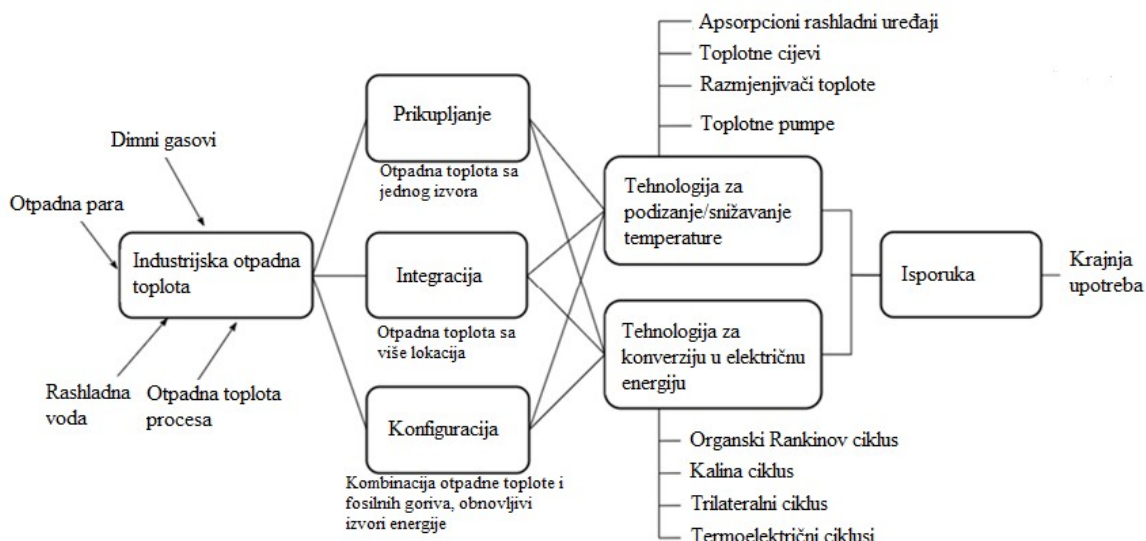 Apsorpcioni rashladni uređaji
Toplotne cijevi
Razmjenjivači toplote
Toplotne pumpe
Dimni gasovi
Otpadna para
Industrijska otpadna
toplota
Rashladna
voda
Otpadna toplota
procesa
Prikupljanje
Otpadna toplota sa
jednog izvora
Integracija
Otpadna toplota sa
više lokacija
Konfiguracija
Kombinacija otpadne toplote i
fosilnih goriva, obnovljivi
izvori energije
Tehnologija za
podizanje/snižavanje
temperature
Tehnologija za
konverziju u električnu
energiju
Organski Rankinov ciklus
Kalina ciklus
Trilateralni ciklus
Termoelektrični ciklusi
Isporuka
Krajnja
upotreba